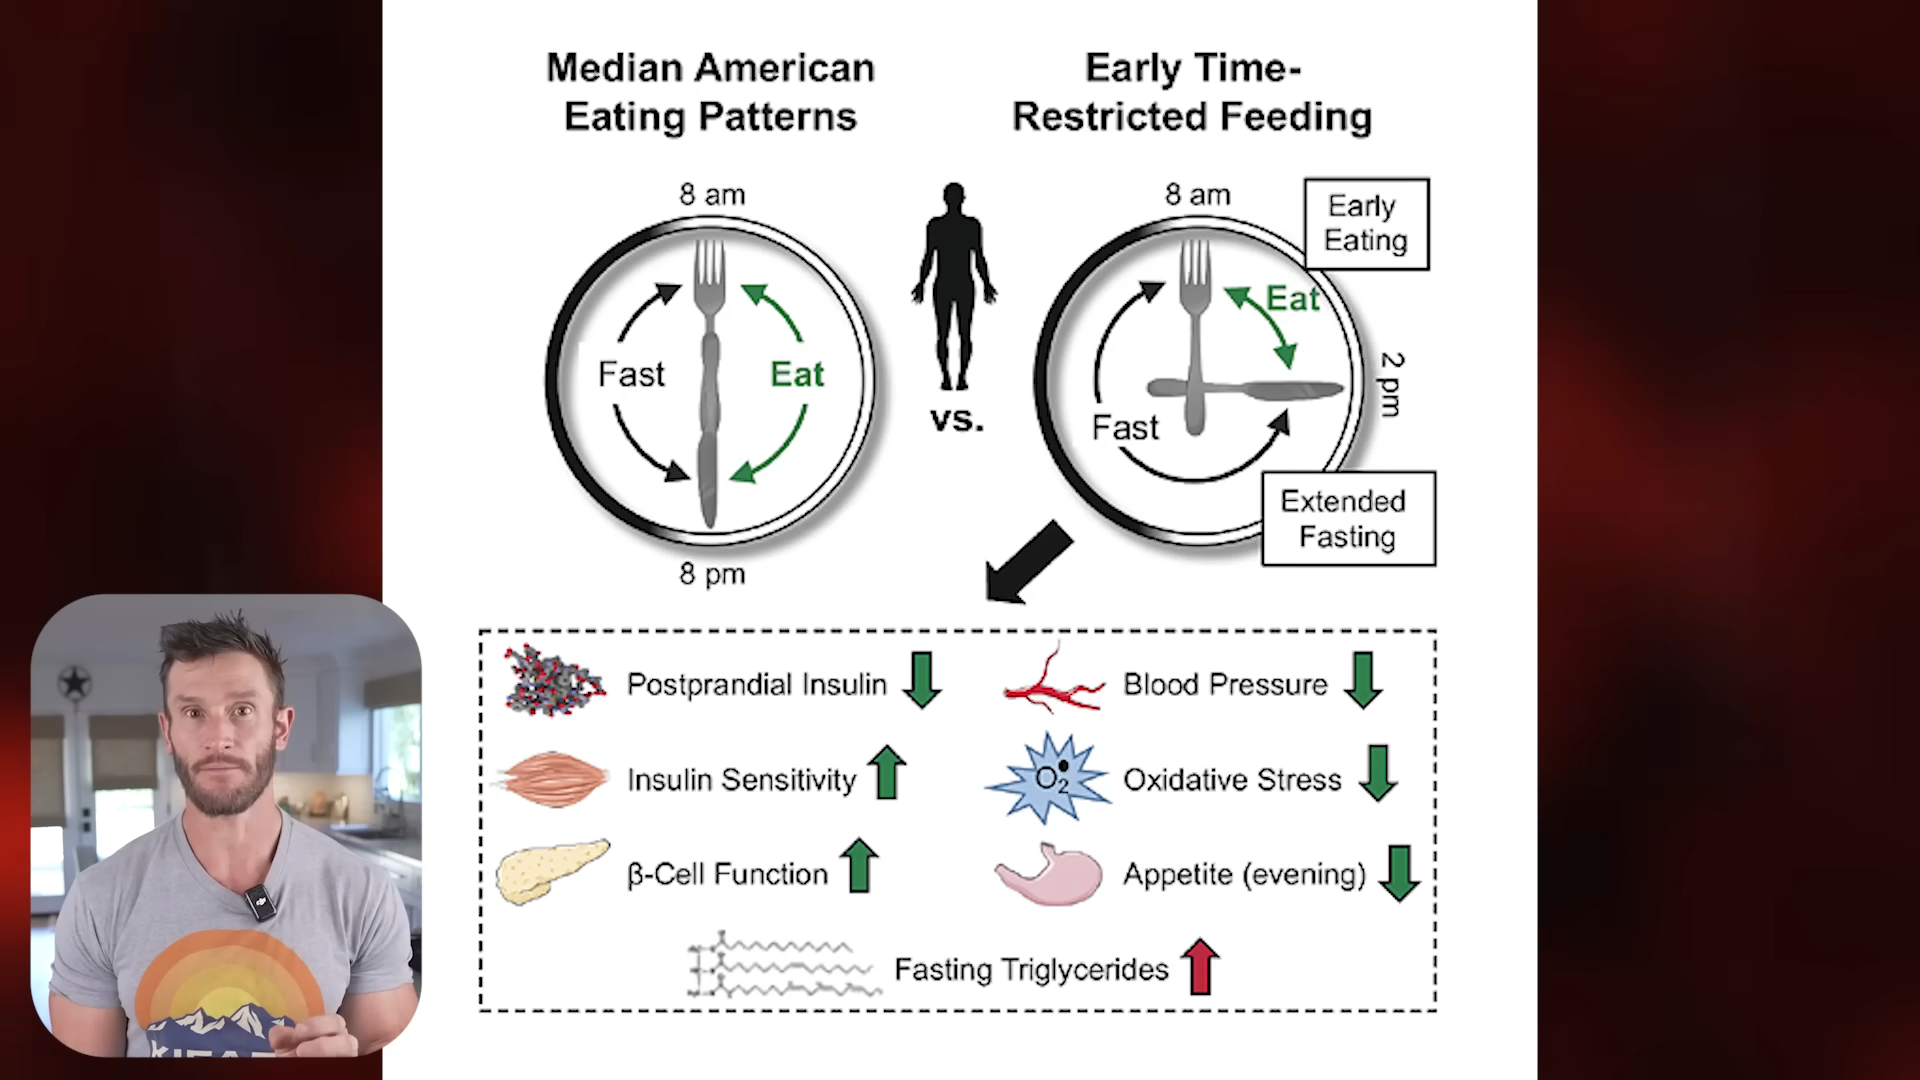 Median American
Eating Patterns
Early Time-
Restricted Feeding
8 am
Fast
Eat
8 pm
vs.
8 am
Early
Eating
Eat
2 pm
Fast
Extended
Fasting
Postprandial Insulin
Blood Pressure
Insulin Sensitivity
O2
Oxidative Stress
β-Cell Function
Appetite (evening)
Fasting Triglycerides